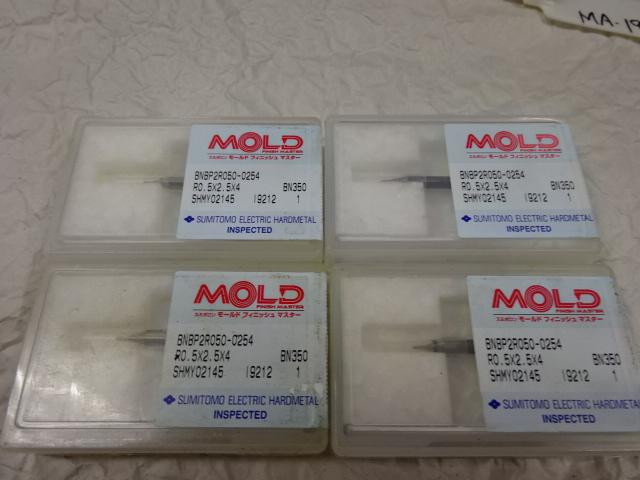 MA-19
MOLD
FINISH MASTER
スミボロン モールド フィニッシュ マスター
BNBP2R050-0254
R0.5X2.5X4 BN350
SHMY02145 I9212 1
SUMITOMO ELECTRIC HARDMETAL
INSPECTED
MOLD
FINISH MASTER
スミボロン モールド フィニッシュ マスター
BNBP2R050-0254
R0.5X2.5X4 BN350
SHMY02145 I9212 1
SUMITOMO ELECTRIC HARDMETAL
INSPECTED
MOLD
FINISH MASTER
スミボロン モールド フィニッシュ マスター
BNBP2R050-0254
R0.5X2.5X4 BN350
SHMY02145 I9212 1
SUMITOMO ELECTRIC HARDMETAL
INSPECTED
MOLD
FINISH MASTER
スミボロン モールド フィニッシュ マスター
BNBP2R050-0254
R0.5X2.5X4 BN350
SHMY02145 I9212 1
SUMITOMO ELECTRIC HARDMETAL
INSPECTED